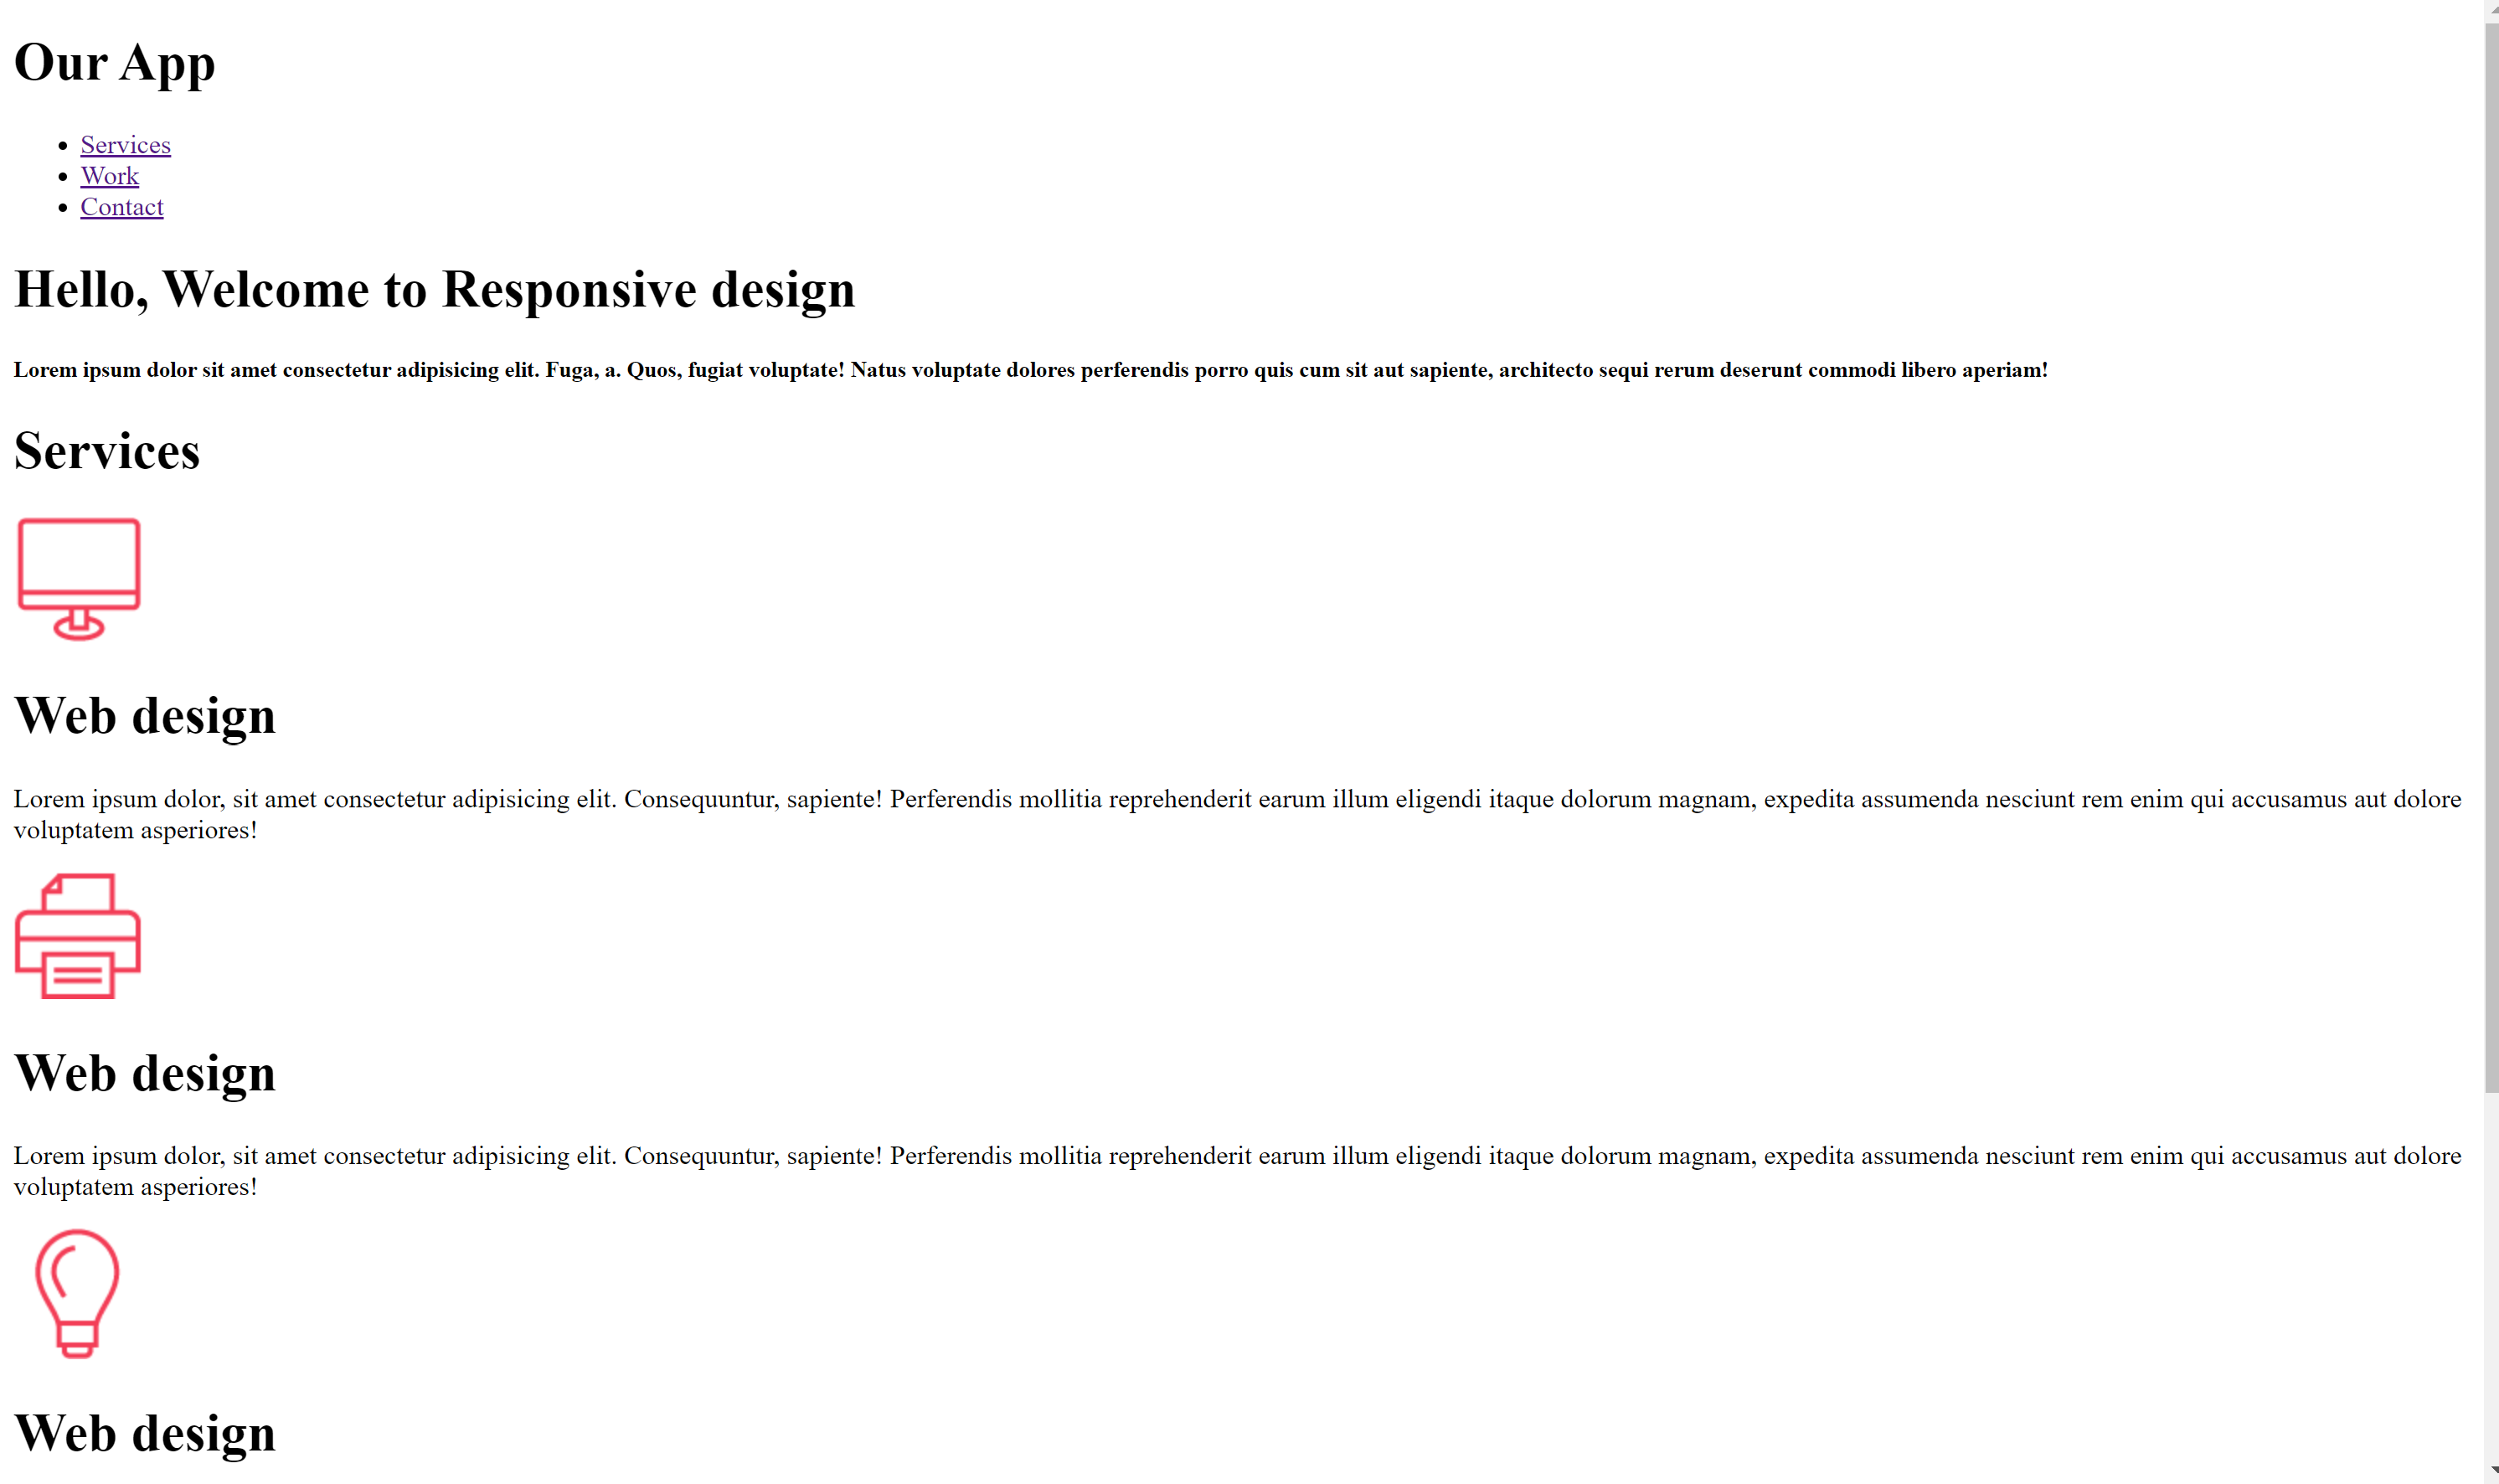 Our App
Services
Work
Contact
Hello, Welcome to Responsive design
Lorem ipsum dolor sit amet consectetur adipisicing elit. Fuga, a. Quos, fugiat voluptate! Natus voluptate dolores perferendis porro quis cum sit aut sapiente, architecto sequi rerum deserunt commodi libero aperiam!
Services
Web design
Lorem ipsum dolor, sit amet consectetur adipisicing elit. Consequuntur, sapiente! Perferendis mollitia reprehenderit earum illum eligendi itaque dolorum magnam, expedita assumenda nesciunt rem enim qui accusamus aut dolore
voluptatem asperiores!
Web design
Lorem ipsum dolor, sit amet consectetur adipisicing elit. Consequuntur, sapiente! Perferendis mollitia reprehenderit earum illum eligendi itaque dolorum magnam, expedita assumenda nesciunt rem enim qui accusamus aut dolore
voluptatem asperiores!
Web design